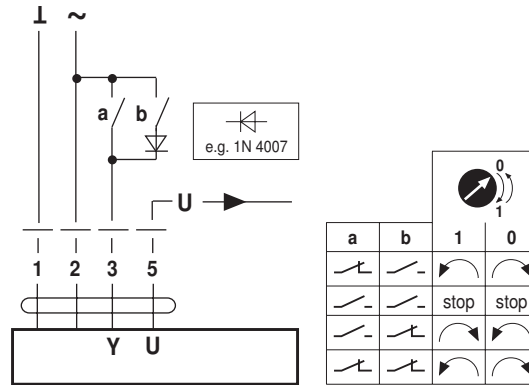 ⊥ ~
a b
e.g. 1N 4007
U
1 2 3 5
Y U
0
1
a b 1 0
stop stop